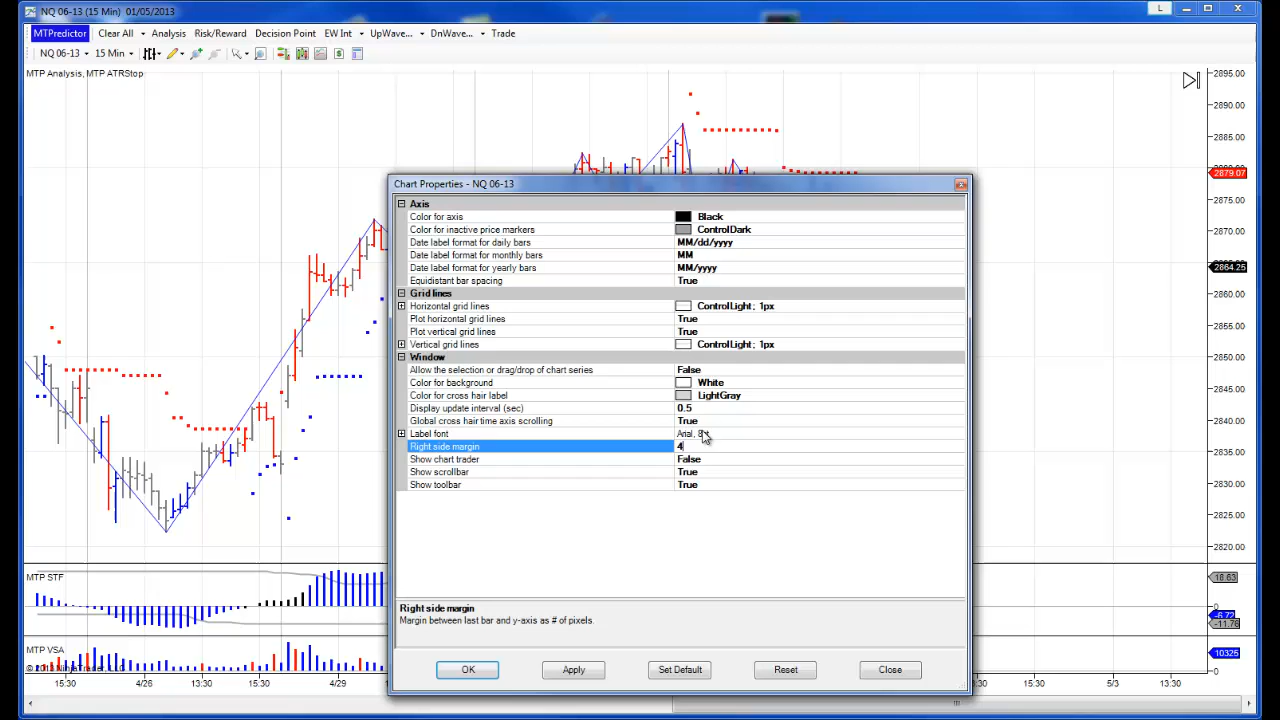 NQ 06-13 (15 Min) 01/05/2013
L
MTPredictor Clear All Analysis Risk/Reward Decision Point EW Int UpWave... DnWave... Trade
NQ 06-13 15 Min
MTP Analysis, MTP ATRStop
2895.00
2890.00
2885.00
2880.00
2879.07
2875.00
2870.00
2864.25
2860.00
2855.00
2850.00
2845.00
2840.00
2835.00
2830.00
2825.00
2820.00
Chart Properties - NQ 06-13
Axis
Color for axis Black
Color for inactive price markers ControlDark
Date label format for daily bars MM/dd/yyyy
Date label format for monthly bars MM
Date label format for yearly bars MM/yyyy
Equidistant bar spacing True
Grid lines
Horizontal grid lines ControlLight; 1px
Plot horizontal grid lines True
Plot vertical grid lines True
Vertical grid lines ControlLight; 1px
Window
Allow the selection or drag/drop of chart series False
Color for background White
Color for cross hair label LightGray
Display update interval (sec) 0.5
Global cross hair time axis scrolling True
Label font Arial,
Right side margin 4
Show chart trader False
Show scrollbar True
Show toolbar True
Right side margin
Margin between last bar and y-axis as # of pixels.
OK Apply Set Default Reset Close
MTP STF
18.63
0
-6.72
-11.76
MTP VSA
10325
0
15:30 4/26 13:30 15:30 4/29 15:30 5/3 13:30